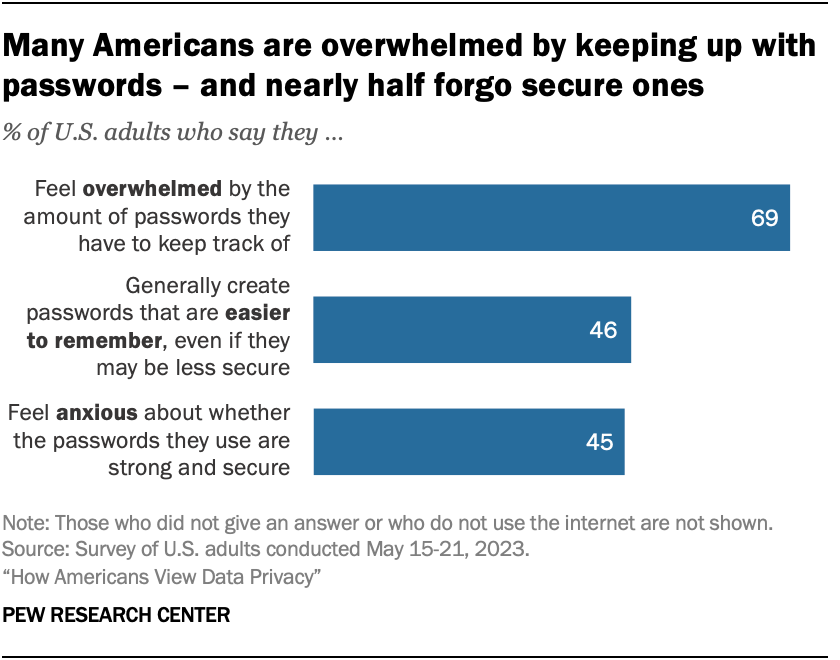 Many Americans are overwhelmed by keeping up with
passwords – and nearly half forgo secure ones
% of U.S. adults who say they ...
Feel overwhelmed by the
amount of passwords they
have to keep track of
69
Generally create
passwords that are easier
to remember, even if they
may be less secure
46
Feel anxious about whether
the passwords they use are
strong and secure
45
Note: Those who did not give an answer or who do not use the internet are not shown.
Source: Survey of U.S. adults conducted May 15-21, 2023.
“How Americans View Data Privacy”
PEW RESEARCH CENTER